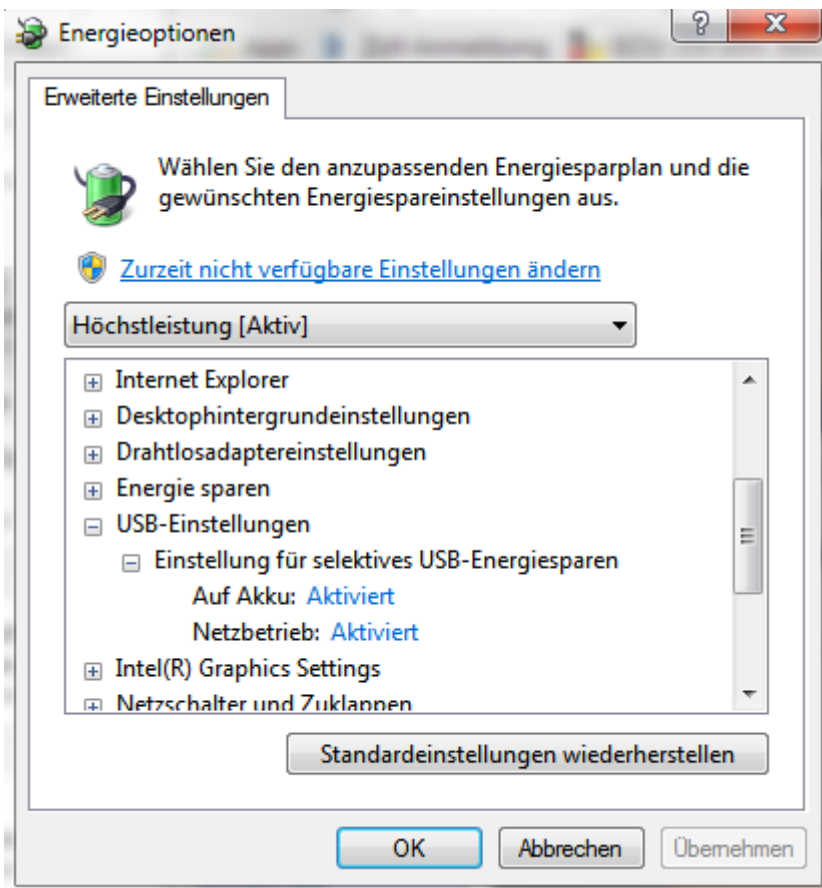 Energieoptionen
Erweiterte Einstellungen
Wählen Sie den anzupassenden Energiesparplan und die
gewünschten Energiespareinstellungen aus.
Zurzeit nicht verfügbare Einstellungen ändern
Höchstleistung [Aktiv]
Internet Explorer
Desktophintergrundeinstellungen
Drahtlosadaptereinstellungen
Energie sparen
USB-Einstellungen
Einstellung für selektives USB-Energiesparen
Auf Akku: Aktiviert
Netzbetrieb: Aktiviert
Intel(R) Graphics Settings
Netzschalter und Zuklappen
Standardeinstellungen wiederherstellen
OK Abbrechen Übernehmen